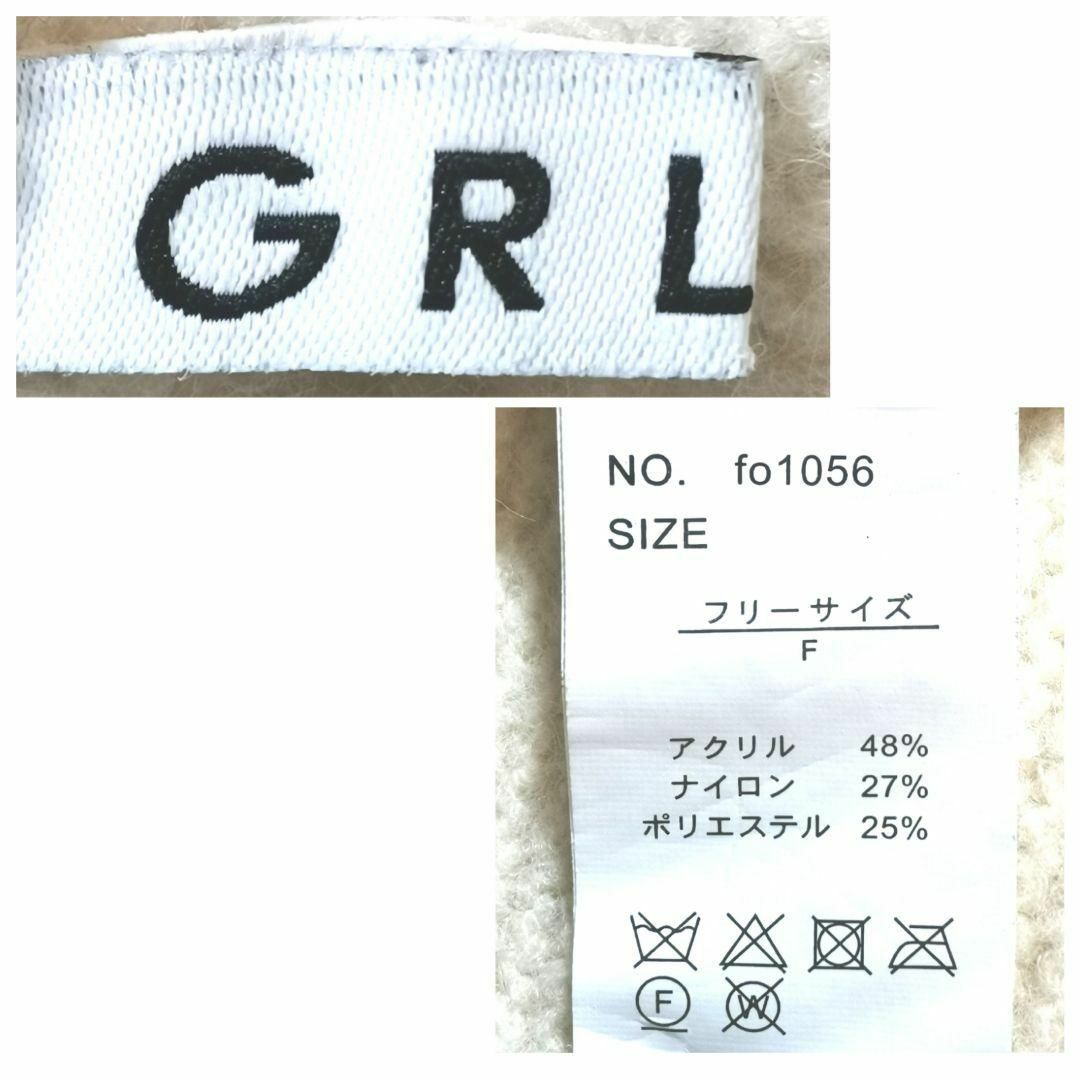 GRL
NO. fo1056
SIZE
フリーサイズ
F
アクリル 48%
ナイロン 27%
ポリエステル 25%
F W